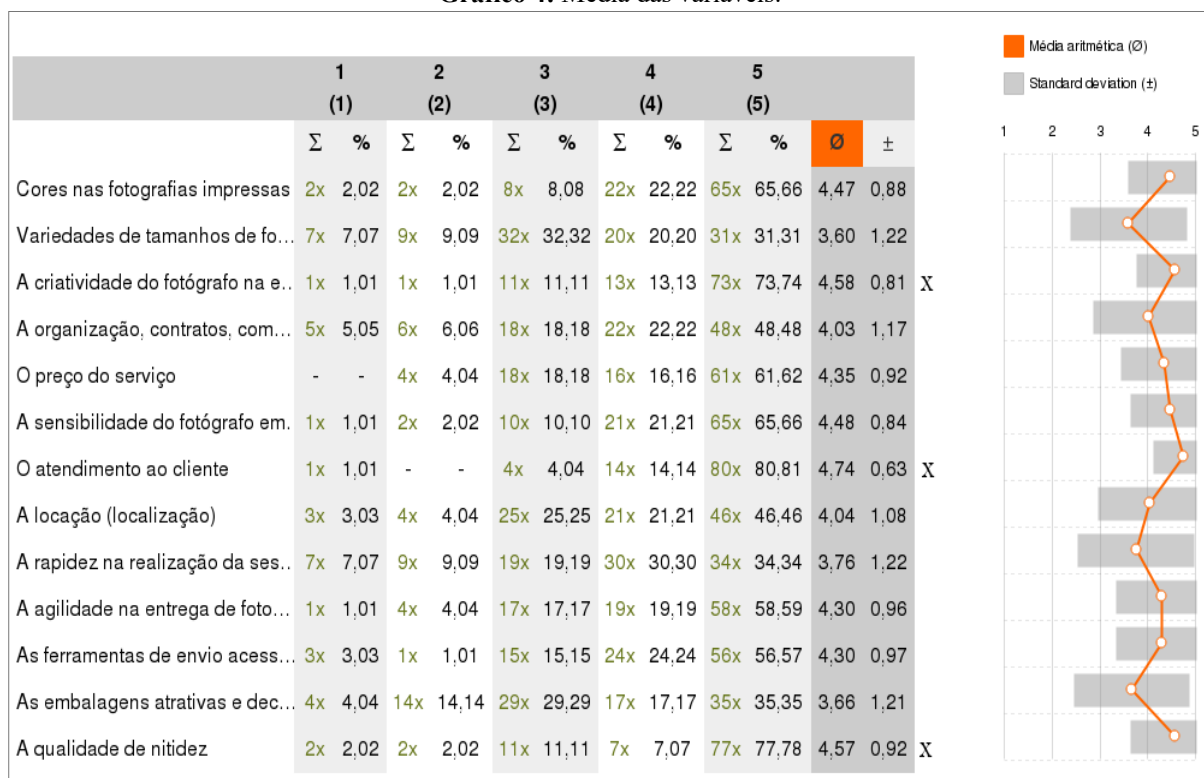 Gráfico 4: Média das variáveis.
Média aritmética (Ø)
Standard deviation (±)
1 2 3 4 5
(1) (2) (3) (4) (5)
Σ % Σ % Σ % Σ % Σ % Ø ±
1 2 3 4 5
Cores nas fotografias impressas 2x 2,02 2x 2,02 8x 8,08 22x 22,22 65x 65,66 4,47 0,88
Variedades de tamanhos de fo... 7x 7,07 9x 9,09 32x 32,32 20x 20,20 31x 31,31 3,60 1,22
A criatividade do fotógrafo na e.. 1x 1,01 1x 1,01 11x 11,11 13x 13,13 73x 73,74 4,58 0,81 X
A organização, contratos, com... 5x 5,05 6x 6,06 18x 18,18 22x 22,22 48x 48,48 4,03 1,17
O preço do serviço - - 4x 4,04 18x 18,18 16x 16,16 61x 61,62 4,35 0,92
A sensibilidade do fotógrafo em. 1x 1,01 2x 2,02 10x 10,10 21x 21,21 65x 65,66 4,48 0,84
O atendimento ao cliente 1x 1,01 - - 4x 4,04 14x 14,14 80x 80,81 4,74 0,63 X
A locação (localização) 3x 3,03 4x 4,04 25x 25,25 21x 21,21 46x 46,46 4,04 1,08
A rapidez na realização da ses.. 7x 7,07 9x 9,09 19x 19,19 30x 30,30 34x 34,34 3,76 1,22
A agilidade na entrega de foto... 1x 1,01 4x 4,04 17x 17,17 19x 19,19 58x 58,59 4,30 0,96
As ferramentas de envio acess... 3x 3,03 1x 1,01 15x 15,15 24x 24,24 56x 56,57 4,30 0,97
As embalagens atrativas e dec... 4x 4,04 14x 14,14 29x 29,29 17x 17,17 35x 35,35 3,66 1,21
A qualidade de nitidez 2x 2,02 2x 2,02 11x 11,11 7x 7,07 77x 77,78 4,57 0,92 X